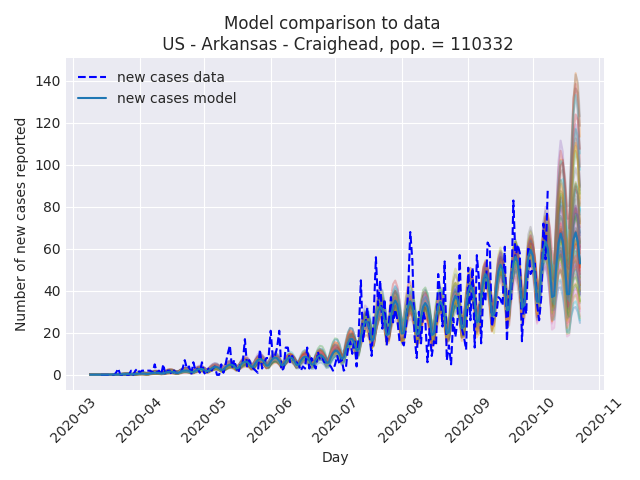 Model comparison to data
US - Arkansas - Craighead, pop. = 110332
new cases data
new cases model
Number of new cases reported
140
120
100
80
60
40
20
0
2020-03
2020-04
2020-05
2020-06
2020-07
2020-08
2020-09
2020-10
2020-11
Day